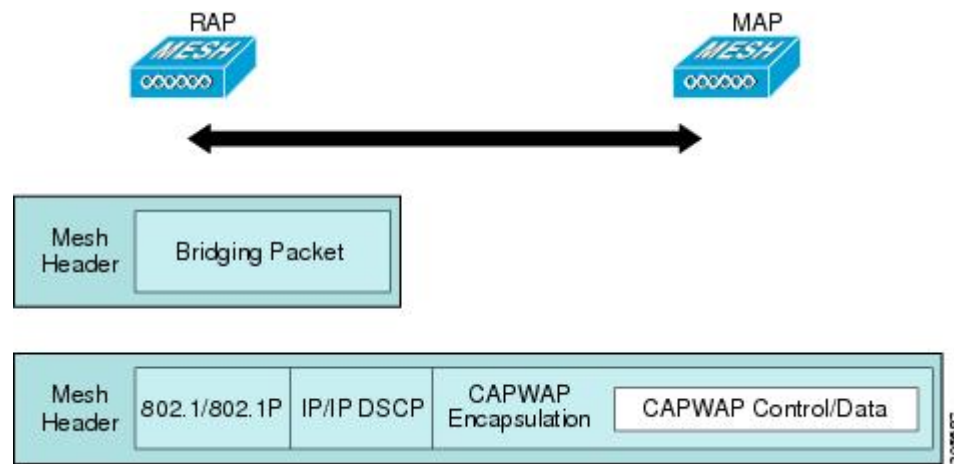 RAP
MAP
MESH
MESH
Mesh
Header
Bridging Packet
Mesh
Header
802.1/802.1P
IP/IP DSCP
CAPWAP
Encapsulation
CAPWAP Control/Data